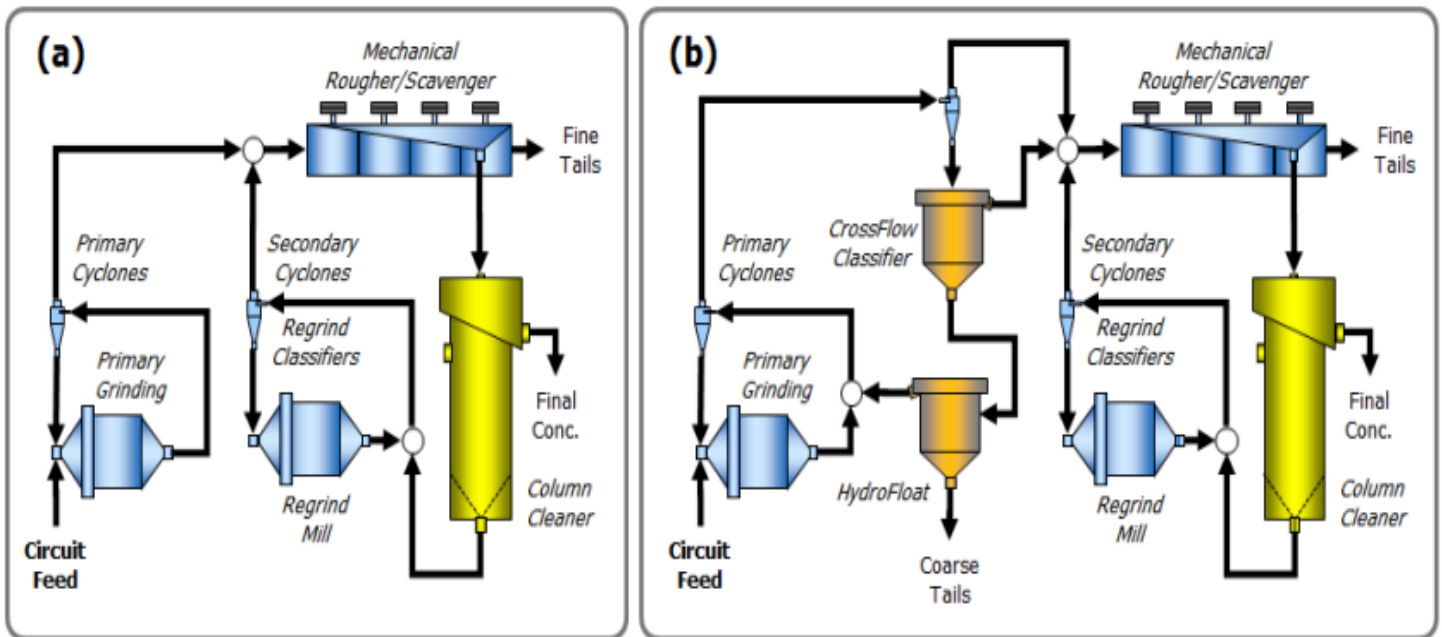 (a)
Mechanical
Rougher/Scavenger
Fine
Tails
Primary
Cyclones
Secondary
Cyclones
Regrind
Classifiers
Primary
Grinding
Final
Conc.
Regrind
Mill
Column
Cleaner
Circuit
Feed
(b)
Mechanical
Rougher/Scavenger
Fine
Tails
CrossFlow
Classifier
Primary
Cyclones
Secondary
Cyclones
Regrind
Classifiers
Primary
Grinding
Final
Conc.
HydroFloat
Regrind
Mill
Column
Cleaner
Circuit
Feed
Coarse
Tails